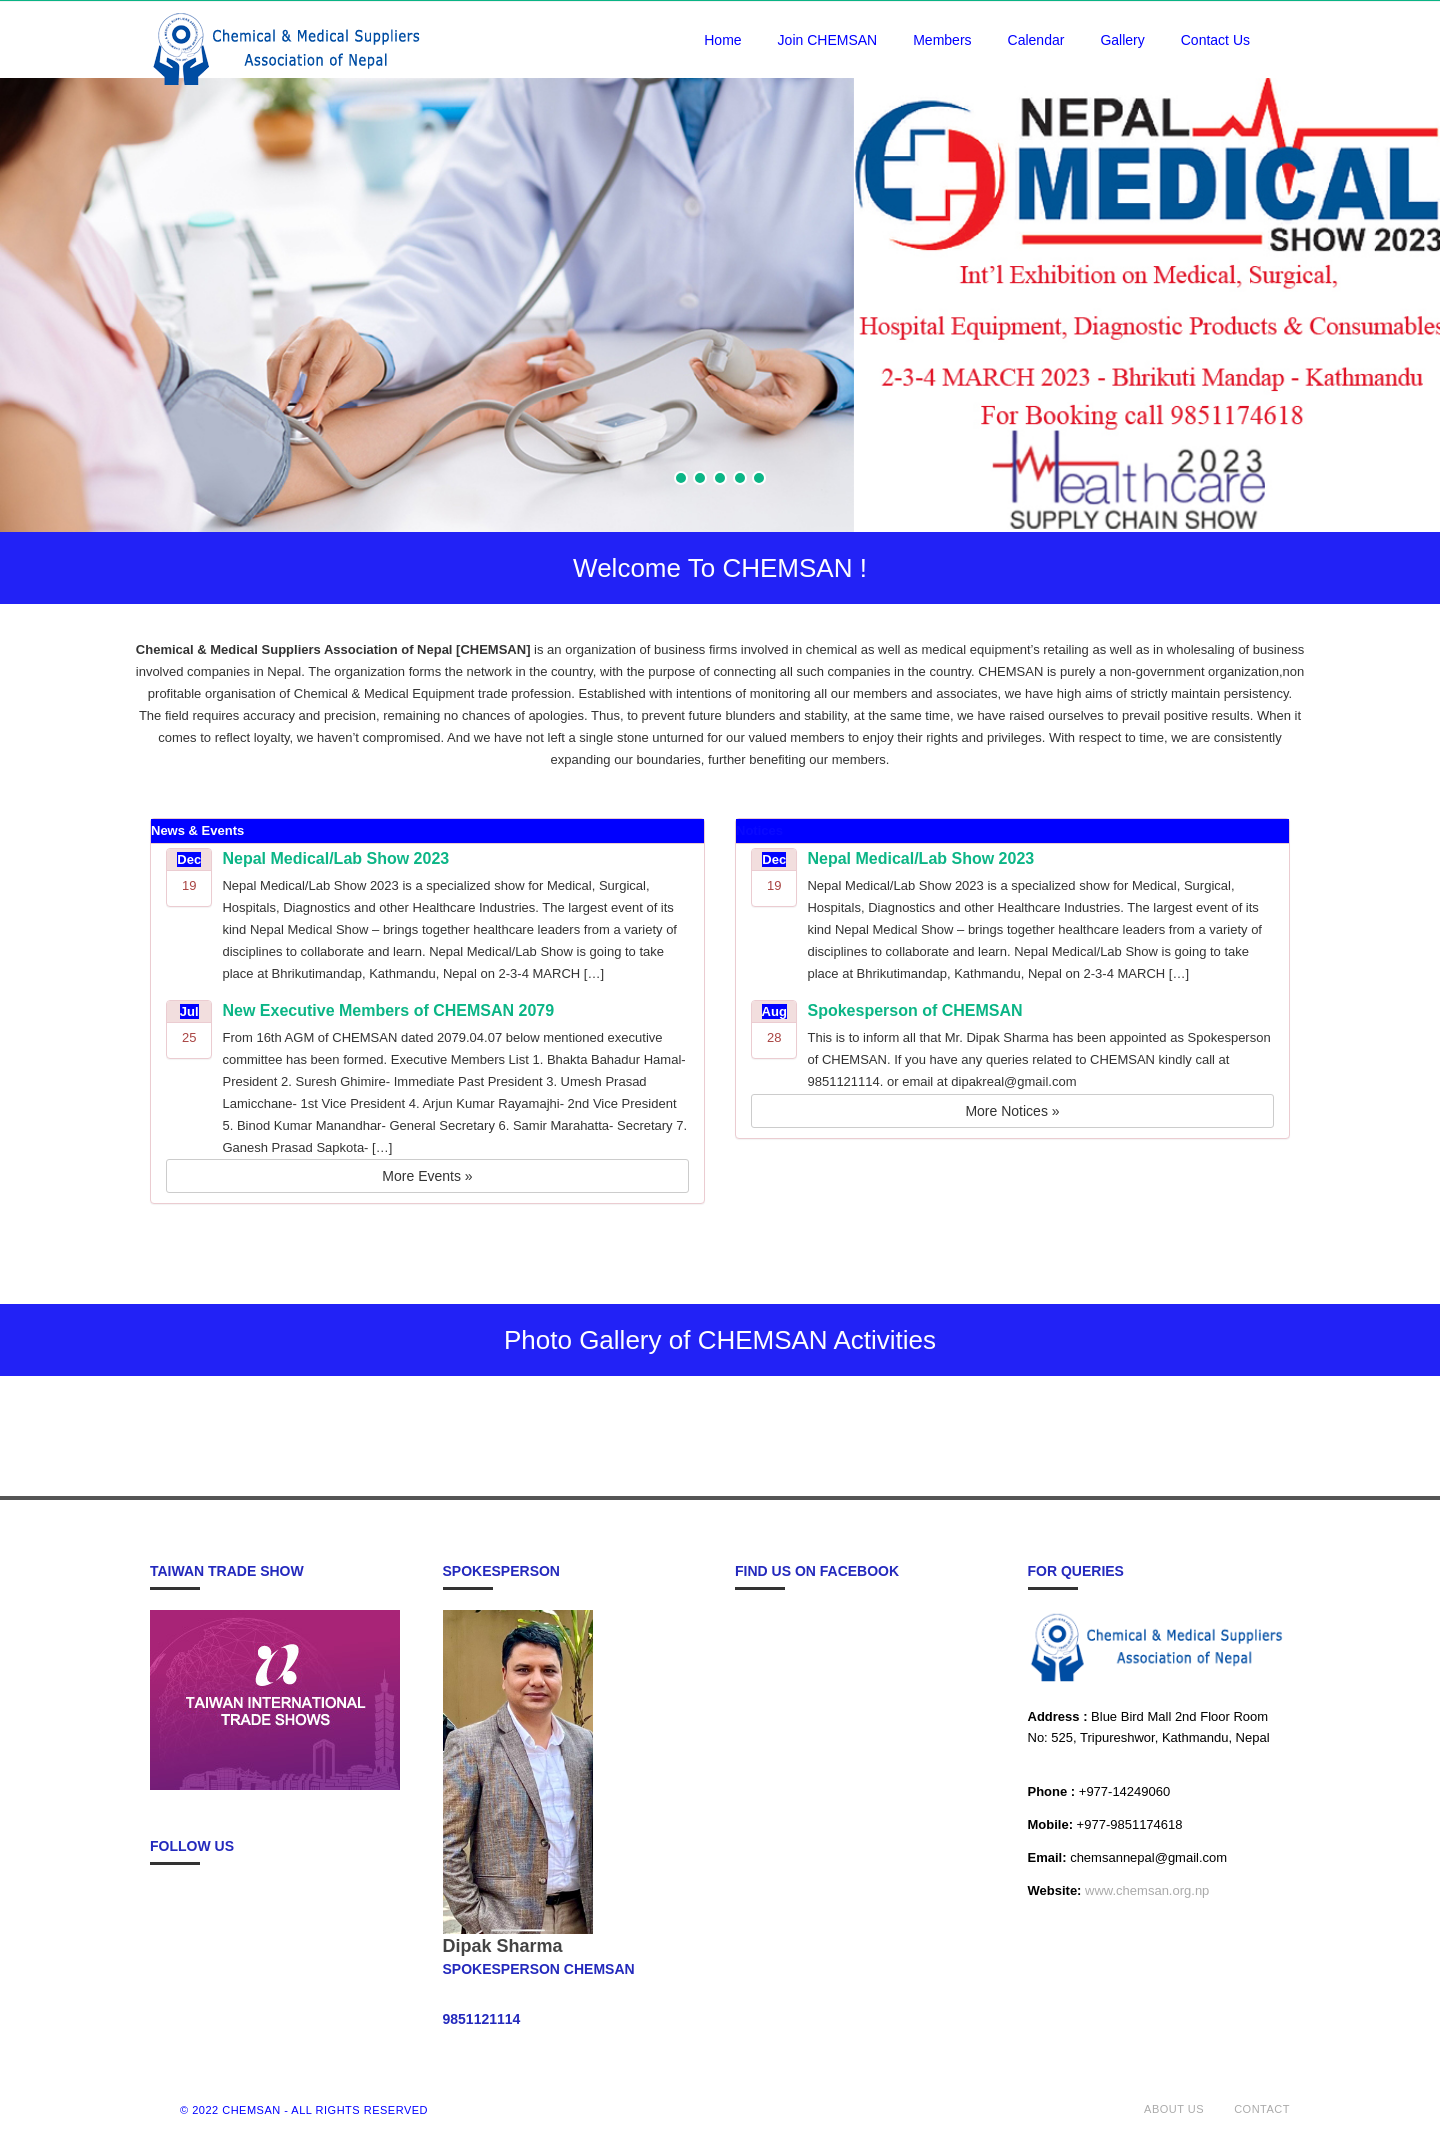 Chemical & Medical Suppliers
Association of Nepal
Home Join CHEMSAN Members Calendar Gallery Contact Us
NEPAL
MEDICAL
SHOW 2023
Int'l Exhibition on Medical, Surgical,
Hospital Equipment, Diagnostic Products & Consumables
2-3-4 MARCH 2023 - Bhrikuti Mandap - Kathmandu
For Booking call 9851174618
2023
Healthcare
SUPPLY CHAIN SHOW
Welcome To CHEMSAN !
Chemical & Medical Suppliers Association of Nepal [CHEMSAN] is an organization of business firms involved in chemical as well as medical equipment’s retailing as well as in wholesaling of business
involved companies in Nepal. The organization forms the network in the country, with the purpose of connecting all such companies in the country. CHEMSAN is purely a non-government organization,non
profitable organisation of Chemical & Medical Equipment trade profession. Established with intentions of monitoring all our members and associates, we have high aims of strictly maintain persistency.
The field requires accuracy and precision, remaining no chances of apologies. Thus, to prevent future blunders and stability, at the same time, we have raised ourselves to prevail positive results. When it
comes to reflect loyalty, we haven’t compromised. And we have not left a single stone unturned for our valued members to enjoy their rights and privileges. With respect to time, we are consistently
expanding our boundaries, further benefiting our members.
News & Events
Dec
19
Nepal Medical/Lab Show 2023
Nepal Medical/Lab Show 2023 is a specialized show for Medical, Surgical,
Hospitals, Diagnostics and other Healthcare Industries. The largest event of its
kind Nepal Medical Show – brings together healthcare leaders from a variety of
disciplines to collaborate and learn. Nepal Medical/Lab Show is going to take
place at Bhrikutimandap, Kathmandu, Nepal on 2-3-4 MARCH […]
Jul
25
New Executive Members of CHEMSAN 2079
From 16th AGM of CHEMSAN dated 2079.04.07 below mentioned executive
committee has been formed. Executive Members List 1. Bhakta Bahadur Hamal-
President 2. Suresh Ghimire- Immediate Past President 3. Umesh Prasad
Lamicchane- 1st Vice President 4. Arjun Kumar Rayamajhi- 2nd Vice President
5. Binod Kumar Manandhar- General Secretary 6. Samir Marahatta- Secretary 7.
Ganesh Prasad Sapkota- […]
More Events »
Dec
19
Nepal Medical/Lab Show 2023
Nepal Medical/Lab Show 2023 is a specialized show for Medical, Surgical,
Hospitals, Diagnostics and other Healthcare Industries. The largest event of its
kind Nepal Medical Show – brings together healthcare leaders from a variety of
disciplines to collaborate and learn. Nepal Medical/Lab Show is going to take
place at Bhrikutimandap, Kathmandu, Nepal on 2-3-4 MARCH […]
Aug
28
Spokesperson of CHEMSAN
This is to inform all that Mr. Dipak Sharma has been appointed as Spokesperson
of CHEMSAN. If you have any queries related to CHEMSAN kindly call at
9851121114. or email at dipakreal@gmail.com
More Notices »
Photo Gallery of CHEMSAN Activities
TAIWAN TRADE SHOW
TAIWAN INTERNATIONAL
TRADE SHOWS
FOLLOW US
SPOKESPERSON
Dipak Sharma
SPOKESPERSON CHEMSAN
9851121114
FIND US ON FACEBOOK
FOR QUERIES
Chemical & Medical Suppliers
Association of Nepal
Address : Blue Bird Mall 2nd Floor Room
No: 525, Tripureshwor, Kathmandu, Nepal
Phone : +977-14249060
Mobile: +977-9851174618
Email: chemsannepal@gmail.com
Website: www.chemsan.org.np
© 2022 CHEMSAN - ALL RIGHTS RESERVED
ABOUT US CONTACT